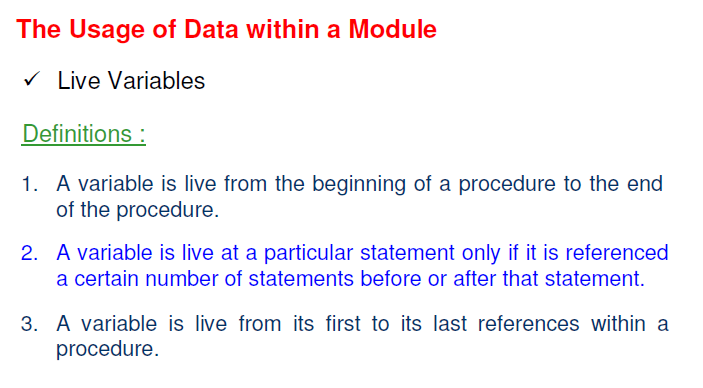 The Usage of Data within a Module
✓ Live Variables
Definitions :
1. A variable is live from the beginning of a procedure to the end
of the procedure.
2. A variable is live at a particular statement only if it is referenced
a certain number of statements before or after that statement.
3. A variable is live from its first to its last references within a
procedure.